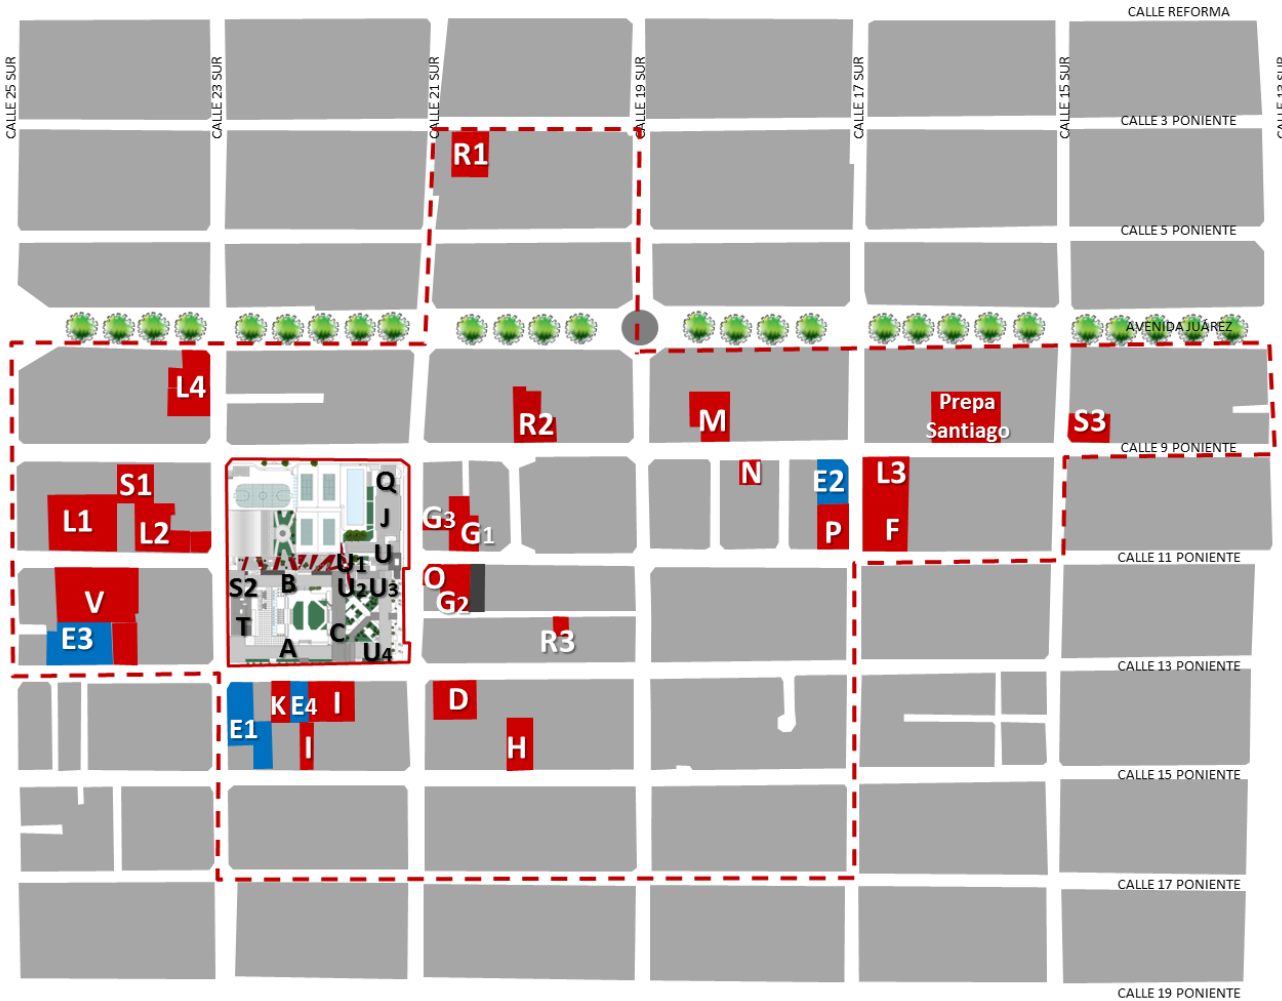 CALLE REFORMA
CALLE 25 SUR
CALLE 23 SUR
CALLE 21 SUR
CALLE 19 SUR
CALLE 17 SUR
CALLE 15 SUR
CALLE 13 SUR
CALLE 3 PONIENTE
R1
CALLE 5 PONIENTE
AVENIDA JUÁREZ
L4
R2
M
Prepa
Santiago
S3
CALLE 9 PONIENTE
S1
L1
L2
Q
J
U
G3
G1
N
E2
P
L3
F
CALLE 11 PONIENTE
V
E3
S2
B
U1
U2
U3
T
C
A
U4
O
G2
R3
CALLE 13 PONIENTE
E1
K
E4
I
I
D
H
CALLE 15 PONIENTE
CALLE 17 PONIENTE
CALLE 19 PONIENTE